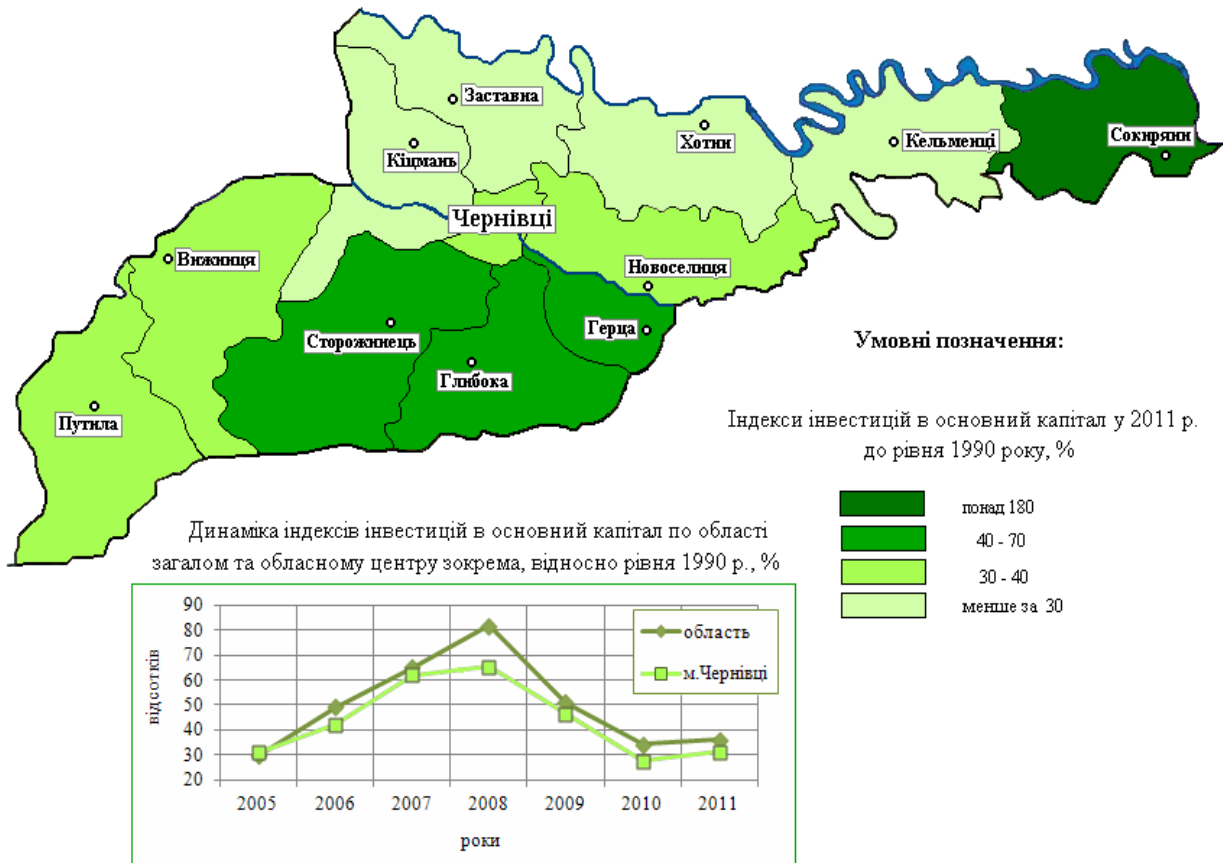 Заставна
Кіцмань
Хотин
Кельменці
Сокиряни
Чернівці
Вижниця
Новоселиця
Герца
Сторожинець
Глибока
Путила
Умовні позначення:
Індекси інвестицій в основний капітал у 2011 р.
до рівня 1990 року, %
понад 180
40 - 70
30 - 40
менше за 30
Динаміка індексів інвестицій в основний капітал по області
загалом та обласному центру зокрема, відносно рівня 1990 р., %
90
80
70
60
50
40
30
20
відсотків
область
м.Чернівці
2005 2006 2007 2008 2009 2010 2011
роки